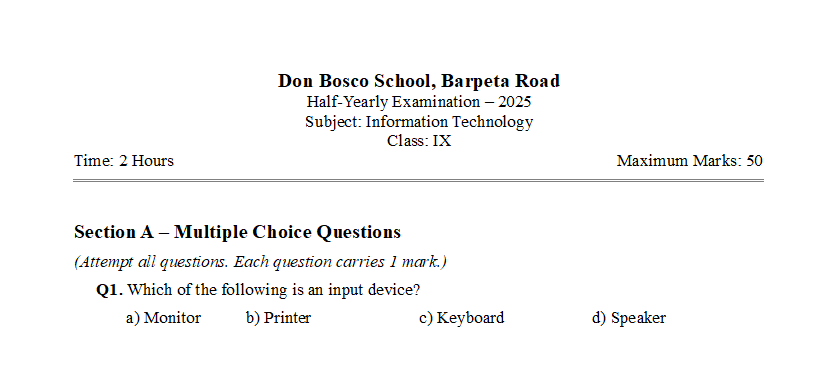 Don Bosco School, Barpeta Road
Half-Yearly Examination – 2025
Subject: Information Technology
Class: IX
Time: 2 Hours Maximum Marks: 50
Section A – Multiple Choice Questions
(Attempt all questions. Each question carries 1 mark.)
Q1. Which of the following is an input device?
a) Monitor b) Printer c) Keyboard d) Speaker